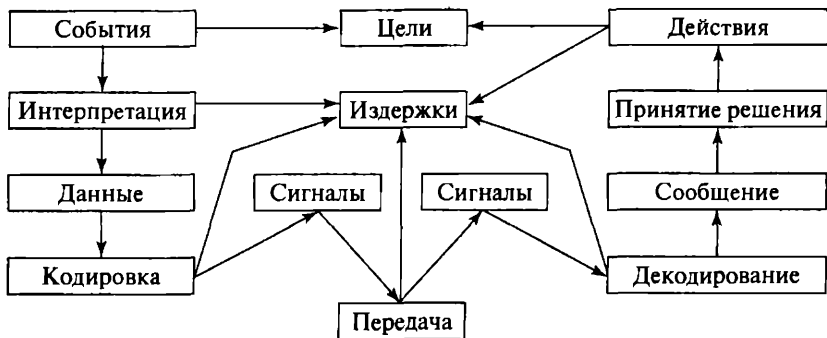 События
Цели
Действия
Интерпретация
Издержки
Принятие решения
Данные
Сигналы
Сигналы
Сообщение
Кодировка
Декодирование
Передача